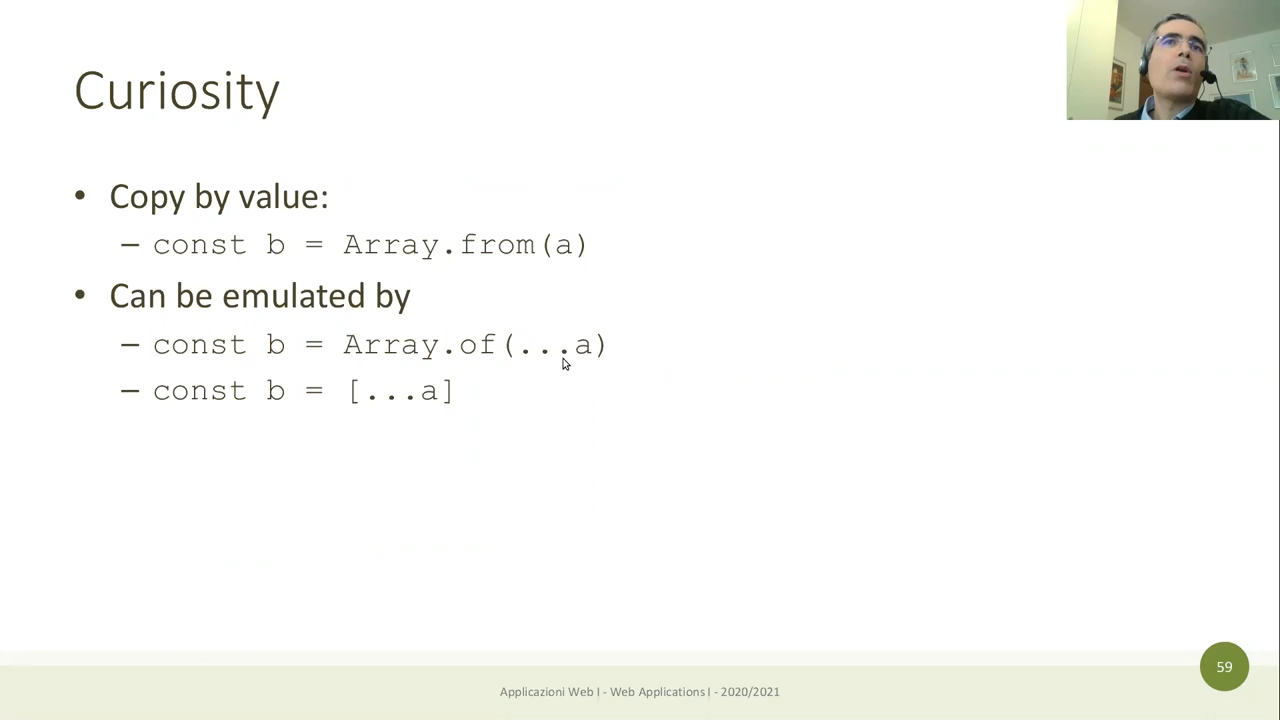 Curiosity
• Copy by value:
– const b = Array.from(a)
• Can be emulated by
– const b = Array.of(...a)
– const b = [...a]
59
Applicazioni Web I - Web Applications I - 2020/2021